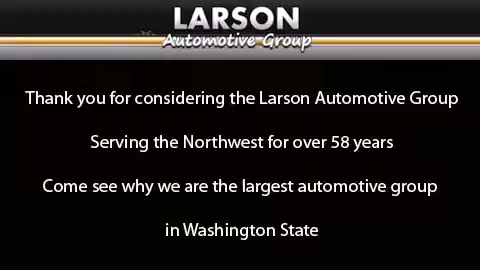 LARSON
Automotive Group
Thank you for considering the Larson Automotive Group
Serving the Northwest for over 58 years
Come see why we are the largest automotive group
in Washington State